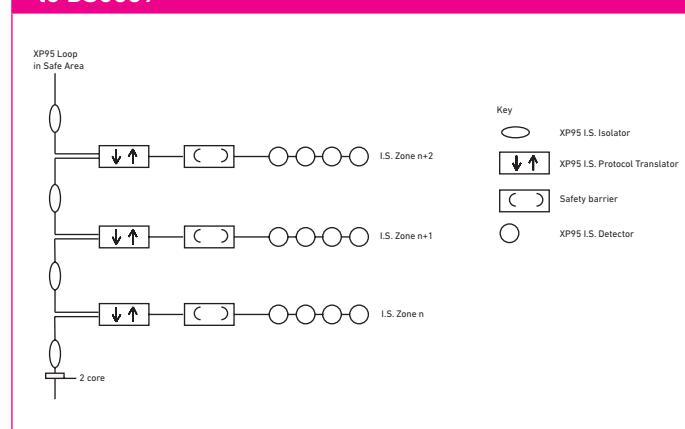 XP95 Loop
in Safe Area
I.S. Zone n+2
I.S. Zone n+1
I.S. Zone n
2 core
Key
XP95 I.S. Isolator
XP95 I.S. Protocol Translator
Safety barrier
XP95 I.S. Detector